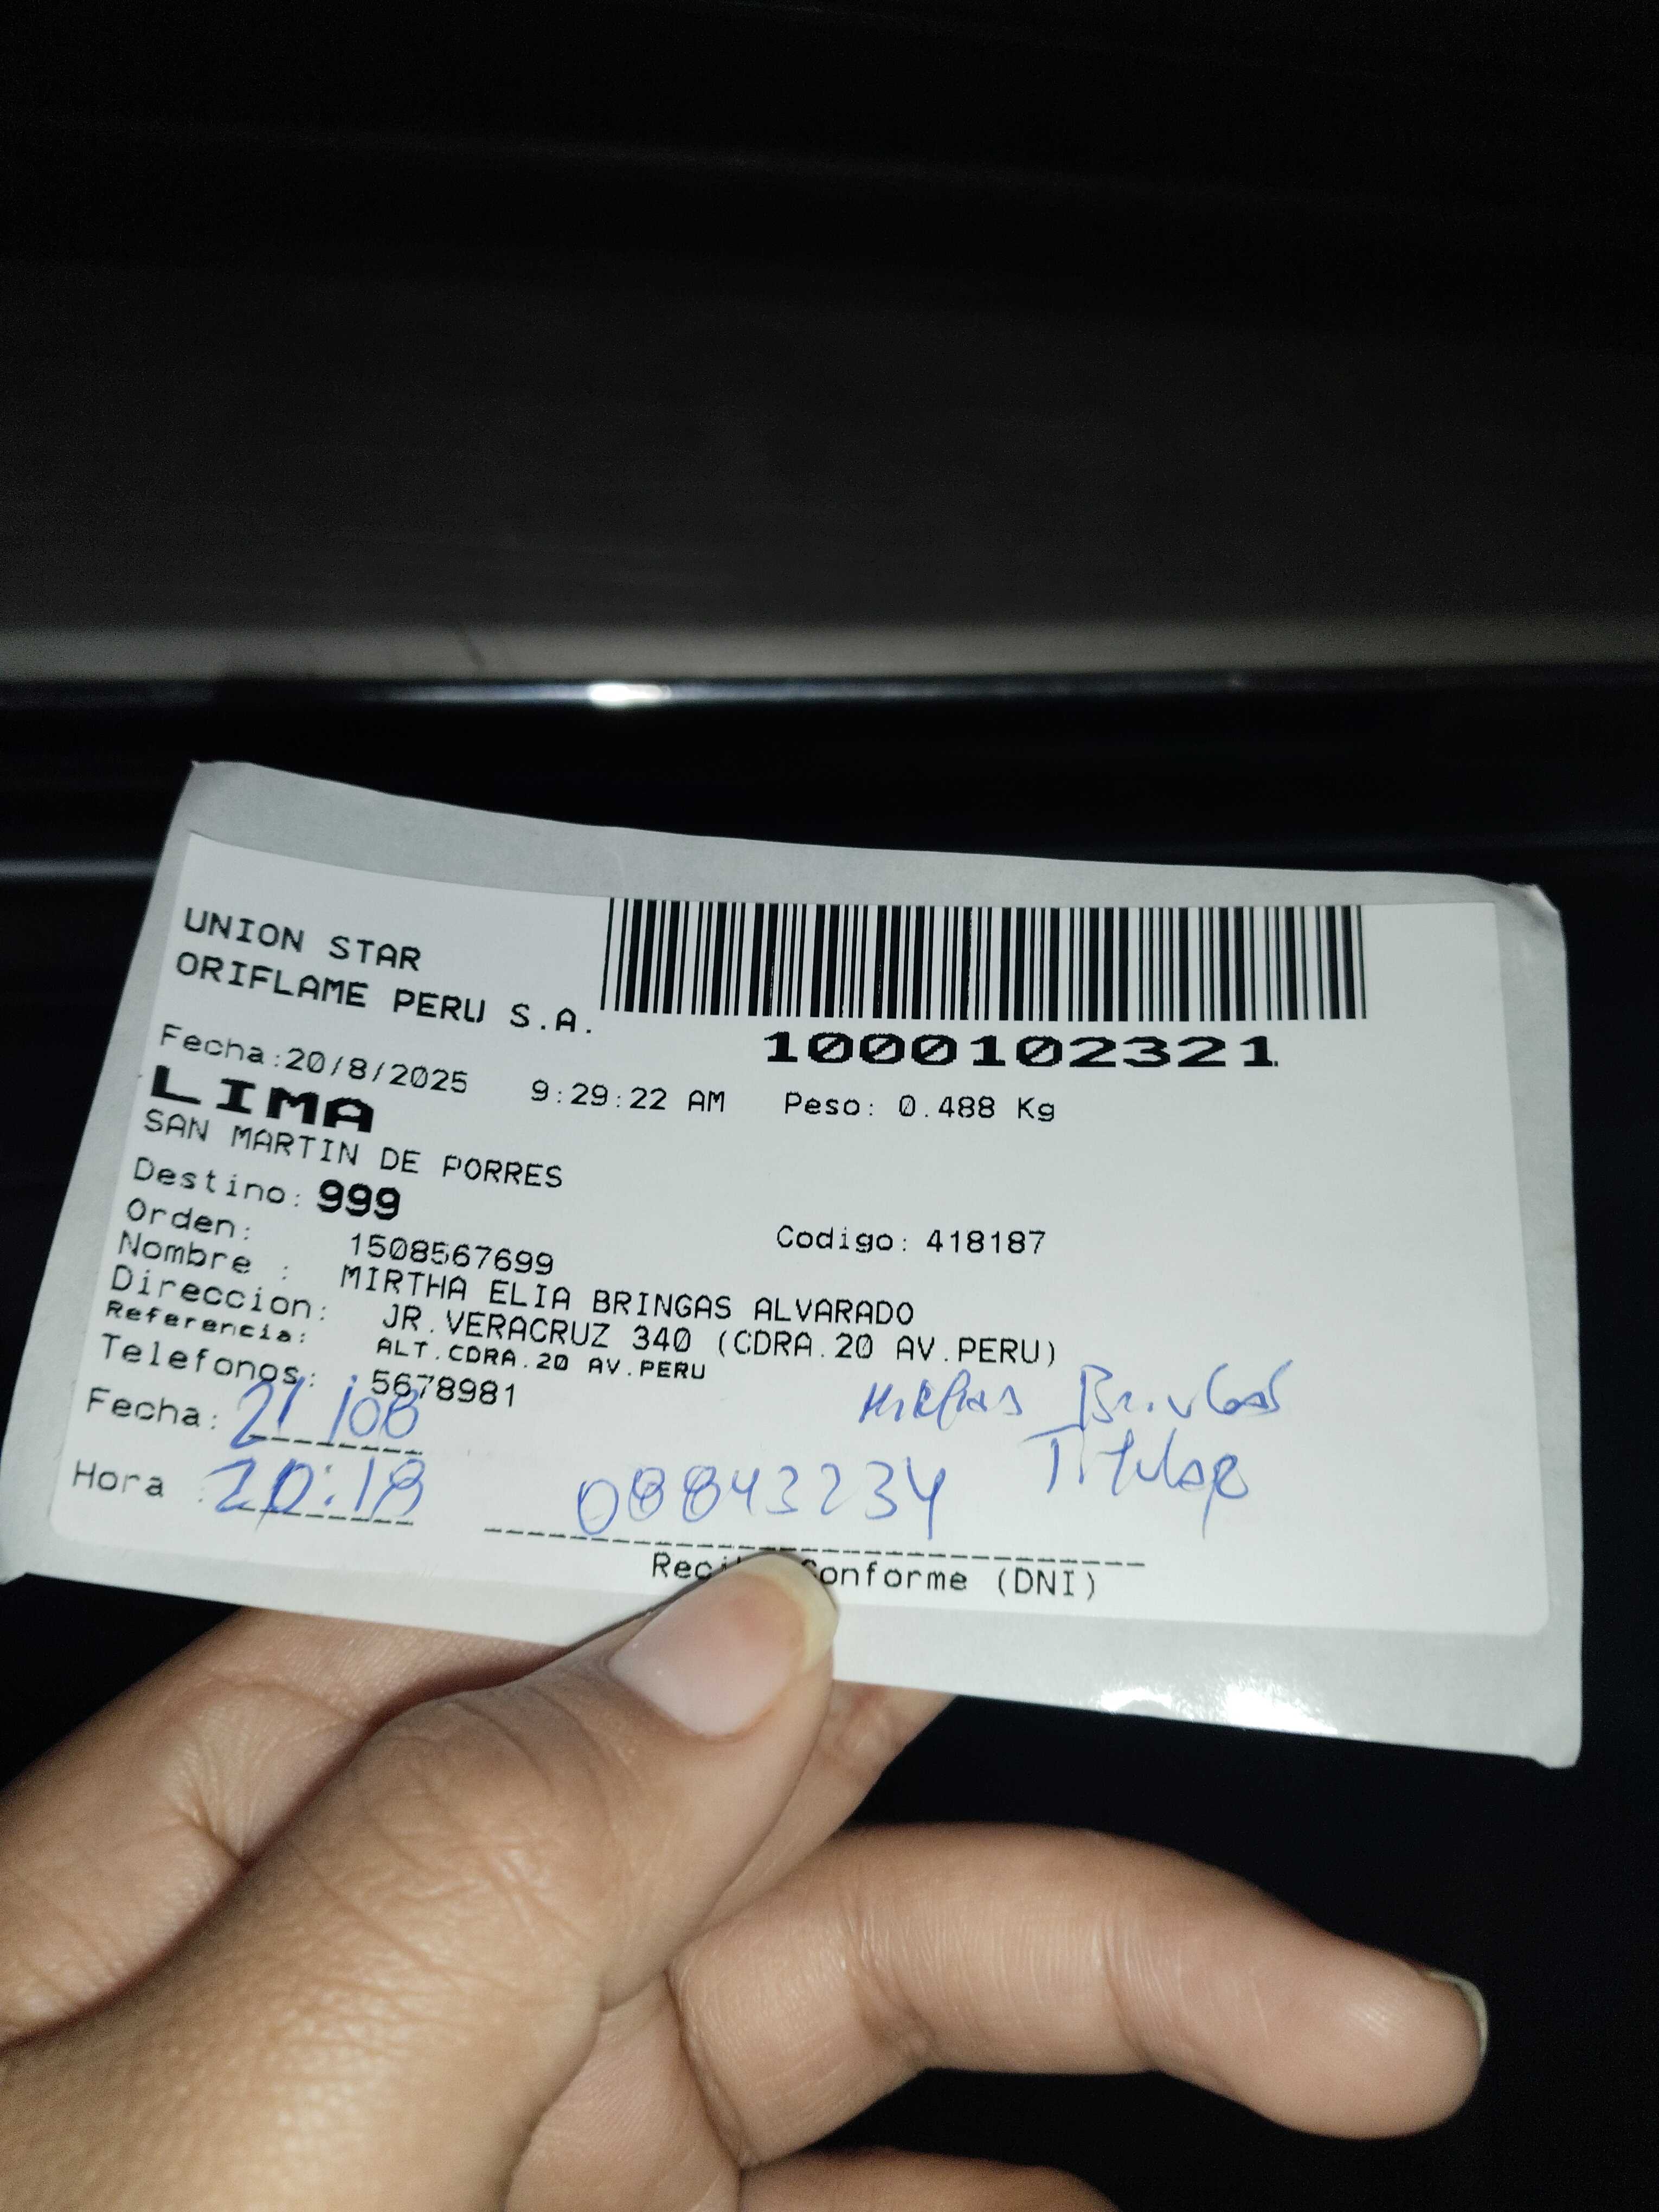 UNION STAR
ORIFLAME PERU S.A.
1000102321
Fecha:20/8/2025 9:29:22 AM Peso: 0.488 Kg
LIMA
SAN MARTIN DE PORRES
Destino: 999
Orden: 1508567699 Codigo: 418187
Nombre : MIRTHA ELIA BRINGAS ALVARADO
Direccion: JR.VERACRUZ 340 (CDRA.20 AV.PERU)
Referencia: ALT.CDRA.20 AV.PERU
Telefonos: 5678981
Fecha: 21/08
Hora : 20:18
08843234
Titular
Conforme (DNI)